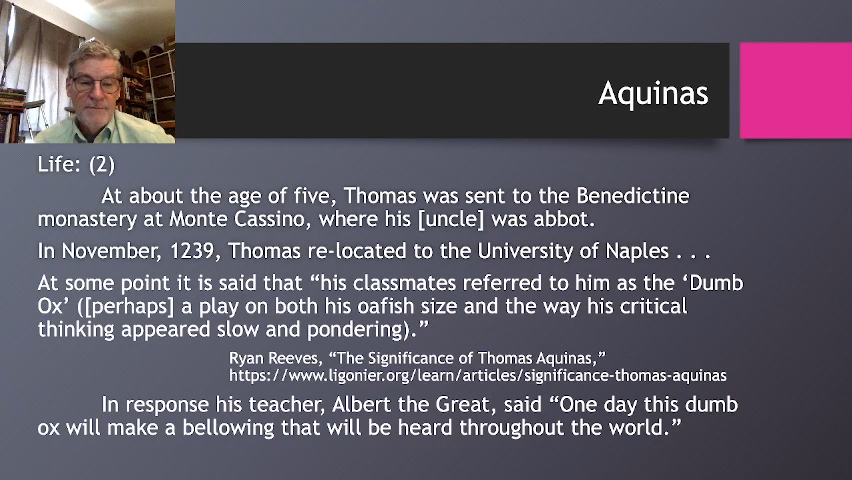 Aquinas
Life: (2)
At about the age of five, Thomas was sent to the Benedictine
monastery at Monte Cassino, where his [uncle] was abbot.
In November, 1239, Thomas re-located to the University of Naples . . .
At some point it is said that “his classmates referred to him as the ‘Dumb
Ox’ ([perhaps] a play on both his oafish size and the way his critical
thinking appeared slow and pondering).”
Ryan Reeves, “The Significance of Thomas Aquinas,”
https://www.ligonier.org/learn/articles/significance-thomas-aquinas
In response his teacher, Albert the Great, said “One day this dumb
ox will make a bellowing that will be heard throughout the world.”